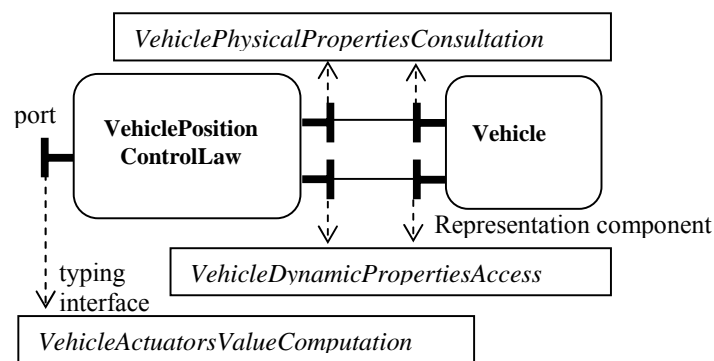 VehiclePhysicalPropertiesConsultation
port
VehiclePosition
ControlLaw
Vehicle
Representation component
typing
interface
VehicleDynamicPropertiesAccess
VehicleActuatorsValueComputation